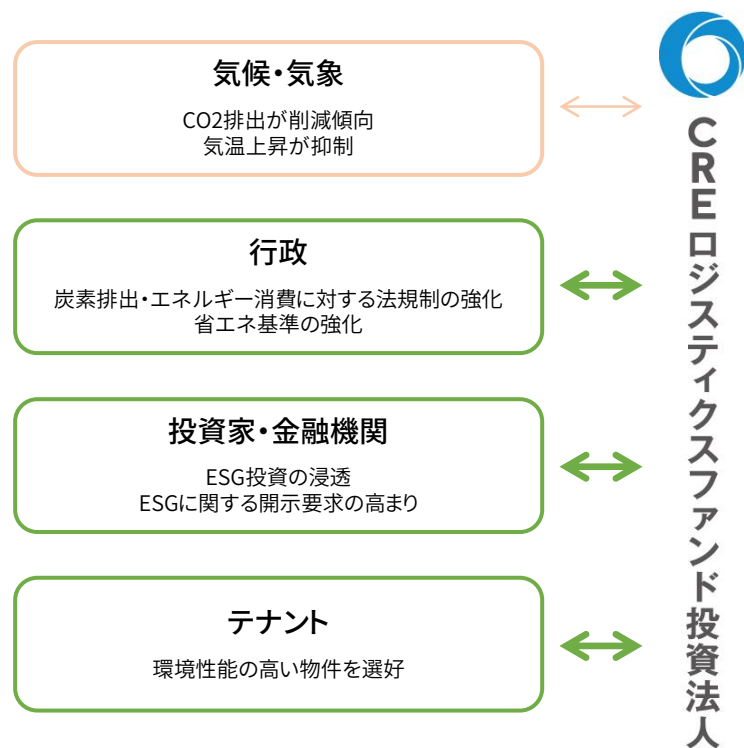 気候・気象
CO2排出が削減傾向
気温上昇が抑制
行政
炭素排出・エネルギー消費に対する法規制の強化
省エネ基準の強化
投資家・金融機関
ESG投資の浸透
ESGに関する開示要求の高まり
テナント
環境性能の高い物件を選好
CREロジスティクスファンド投資法人